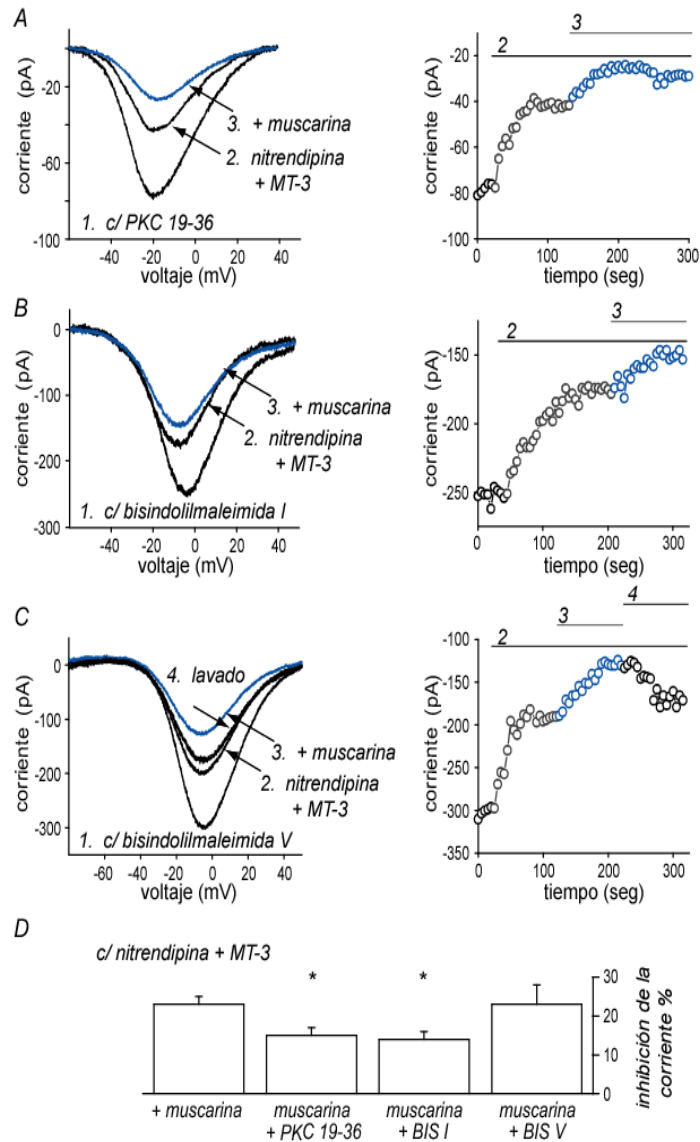 A
corriente (pA)
-20
-40
-60
-80
-100
-40
-20
0
20
40
voltaje (mV)
3. + muscarina
2. nitrendipina
+ MT-3
1. c/ PKC 19-36
corriente (pA)
-20
-40
-60
-80
-100
0
100
200
300
tiempo (seg)
2
3
B
corriente (pA)
0
-100
-200
-300
-40
-20
0
20
40
voltaje (mV)
3. + muscarina
2. nitrendipina
+ MT-3
1. c/ bisindolilmaleimida I
corriente (pA)
-150
-200
-250
0
100
200
300
tiempo (seg)
2
3
C
corriente (pA)
0
-100
-200
-300
-60
-40
-20
0
20
40
voltaje (mV)
4. lavado
3. + muscarina
2. nitrendipina
+ MT-3
1. c/ bisindolilmaleimida V
corriente (pA)
-100
-150
-200
-250
-300
-350
0
100
200
300
tiempo (seg)
2
3
4
D
c/ nitrendipina + MT-3
*
*
30
20
10
0
inhibición de la
corriente %
+ muscarina
muscarina
+ PKC 19-36
muscarina
+ BIS I
muscarina
+ BIS V